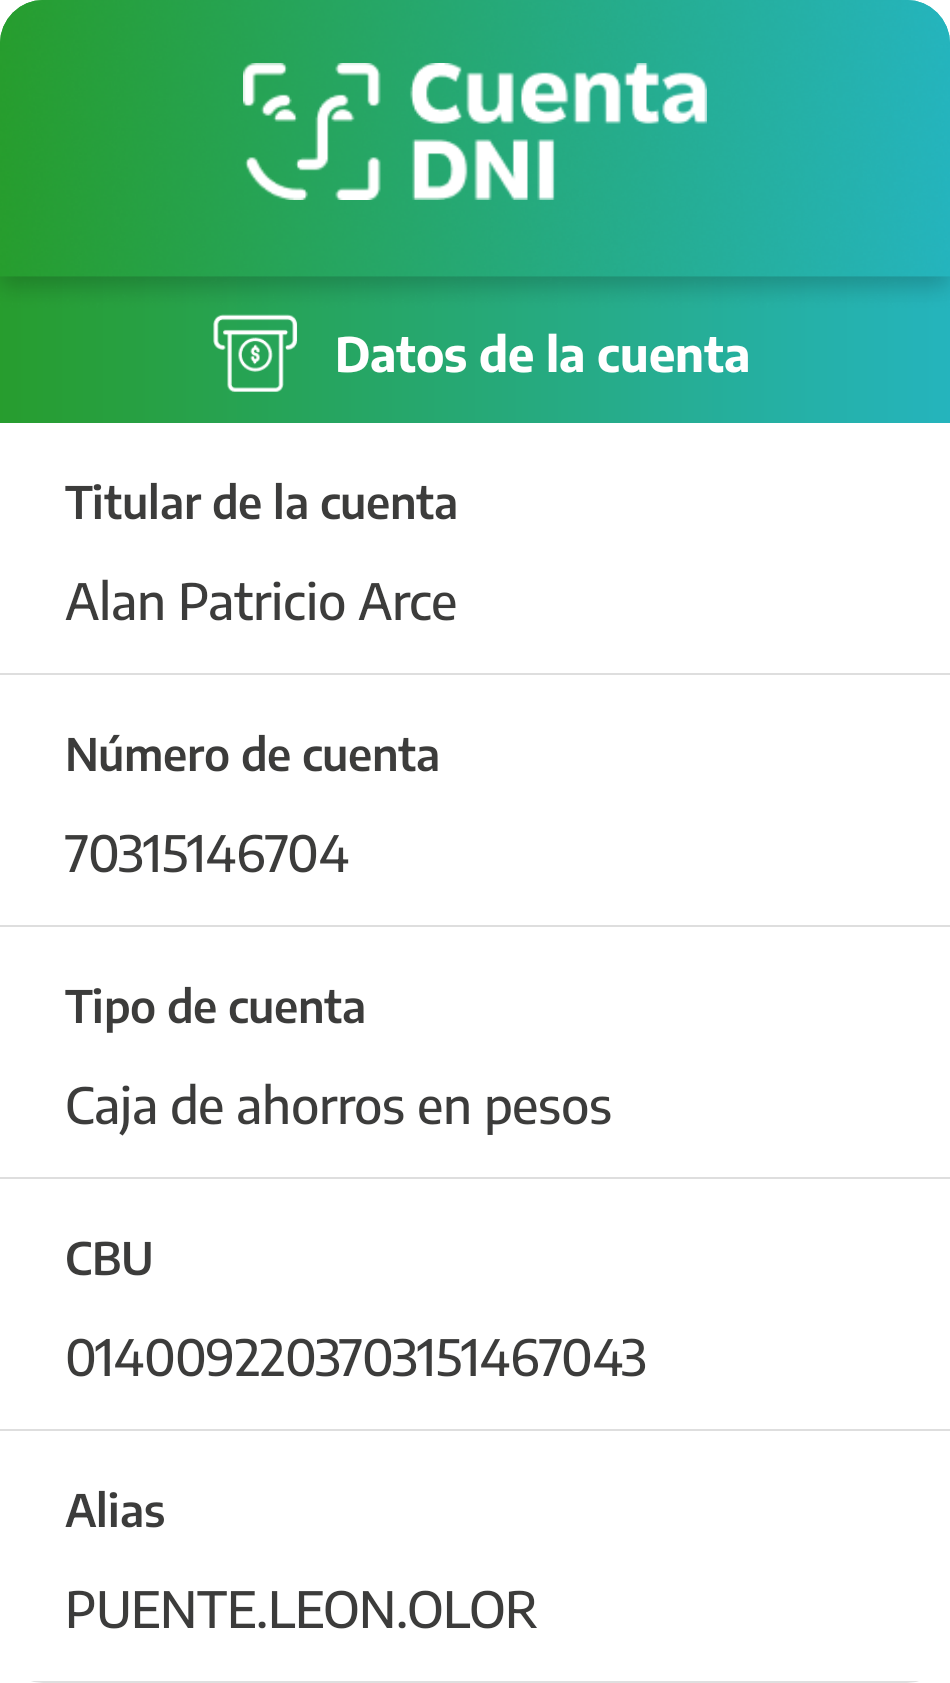 Cuenta
DNI
Datos de la cuenta
Titular de la cuenta
Alan Patricio Arce
Número de cuenta
70315146704
Tipo de cuenta
Caja de ahorros en pesos
CBU
0140092203703151467043
Alias
PUENTE.LEON.OLOR